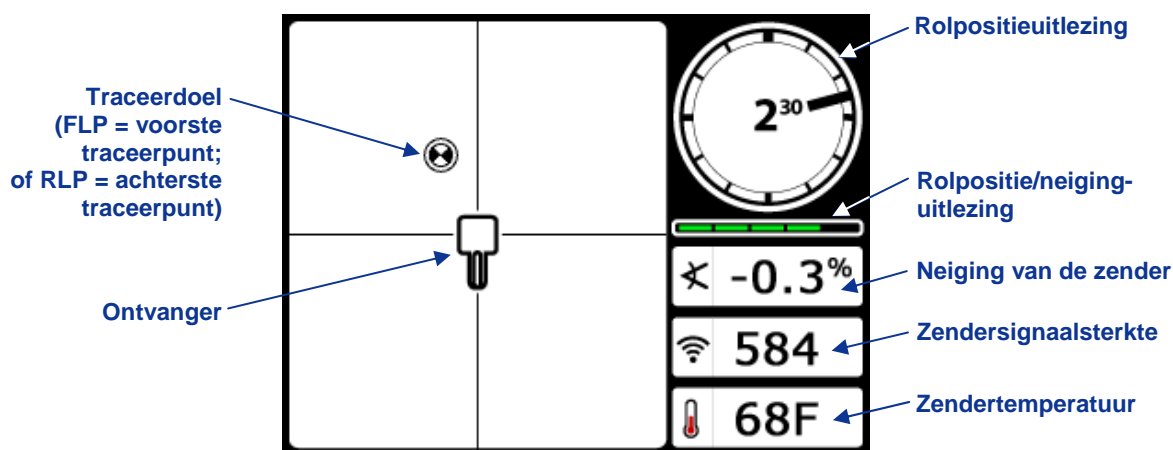 Rolpositieuitlezing
Traceerdoel
(FLP = voorste
traceerpunt;
of RLP = achterste
traceerpunt)
2³⁰
Rolpositie/neiging-
uitlezing
-0.3%
Neiging van de zender
Ontvanger
584
Zendersignaalsterkte
68F
Zendertemperatuur